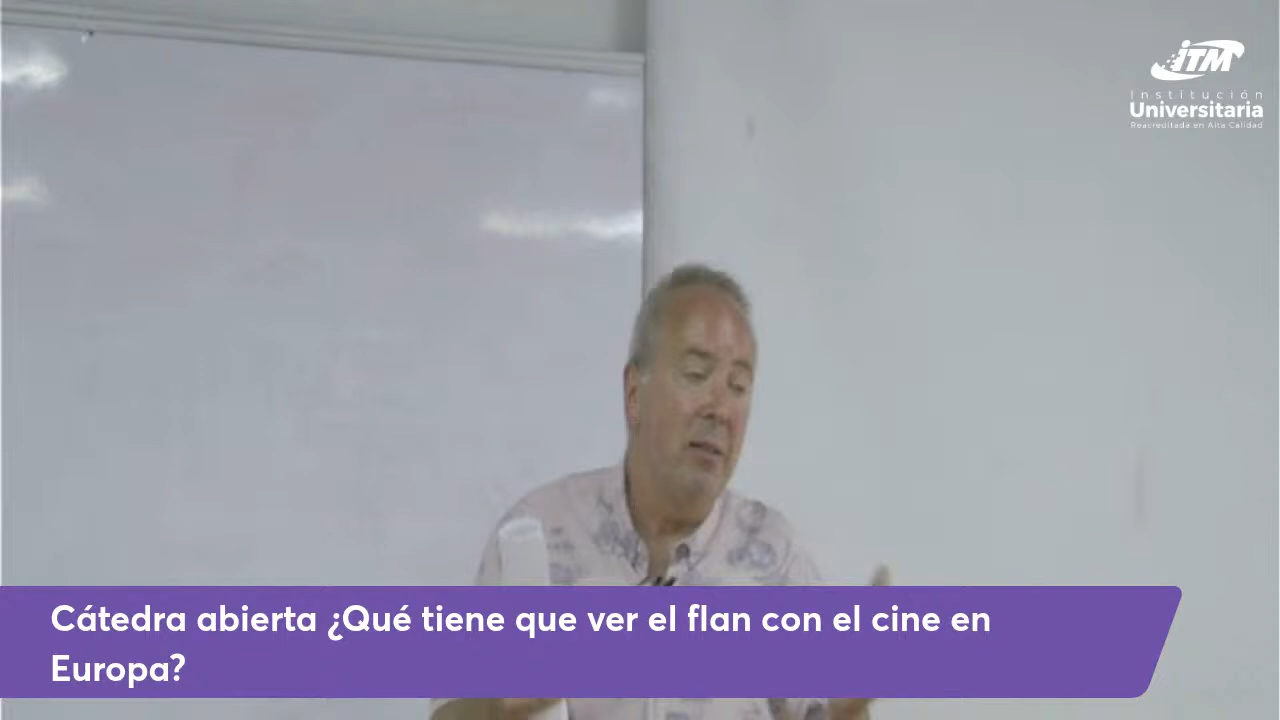 ITM
Institución
Universitaria
Reacreditada en Alta Calidad
Cátedra abierta ¿Qué tiene que ver el flan con el cine en
Europa?